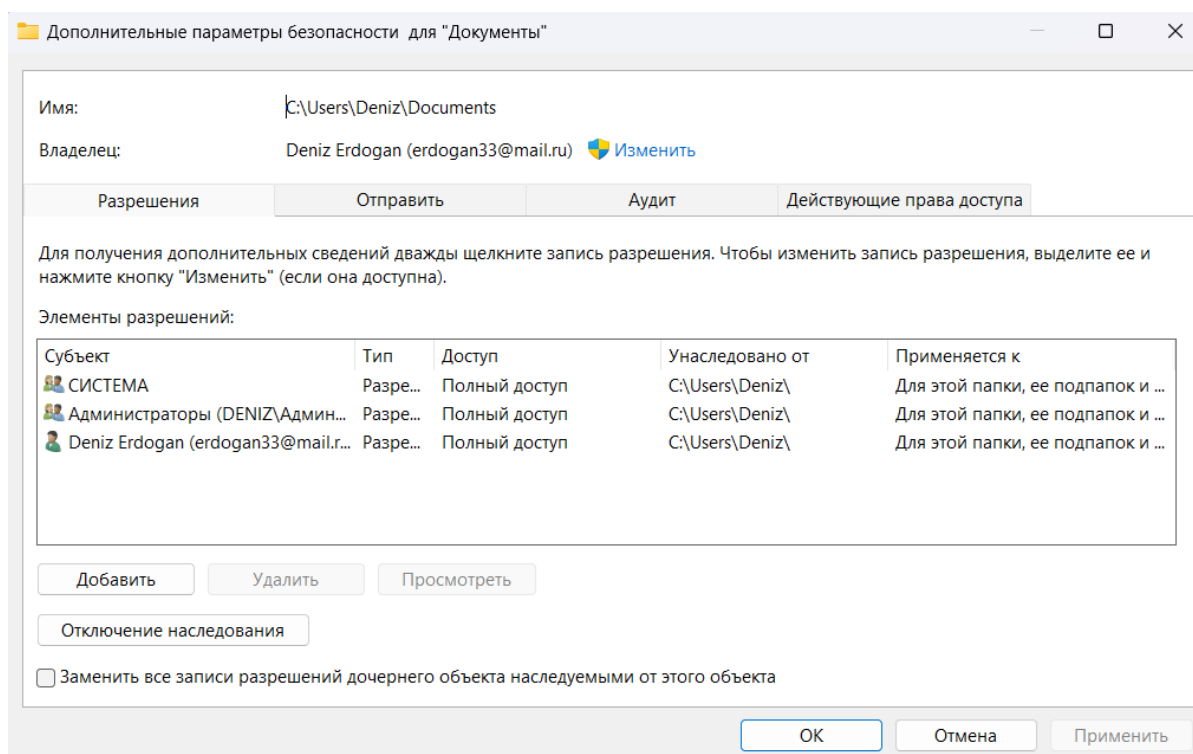 Дополнительные параметры безопасности для "Документы"
Имя: C:\Users\Deniz\Documents
Владелец: Deniz Erdogan (erdogan33@mail.ru) Изменить
Разрешения Отправить Аудит Действующие права доступа
Для получения дополнительных сведений дважды щелкните запись разрешения. Чтобы изменить запись разрешения, выделите ее и
нажмите кнопку "Изменить" (если она доступна).
Элементы разрешений:
Субъект Тип Доступ Унаследовано от Применяется к
СИСТЕМА Разре... Полный доступ C:\Users\Deniz\ Для этой папки, ее подпапок и ...
Администраторы (DENIZ\Админ... Разре... Полный доступ C:\Users\Deniz\ Для этой папки, ее подпапок и ...
Deniz Erdogan (erdogan33@mail.r... Разре... Полный доступ C:\Users\Deniz\ Для этой папки, ее подпапок и ...
Добавить Удалить Просмотреть
Отключение наследования
Заменить все записи разрешений дочернего объекта наследуемыми от этого объекта
ОК Отмена Применить